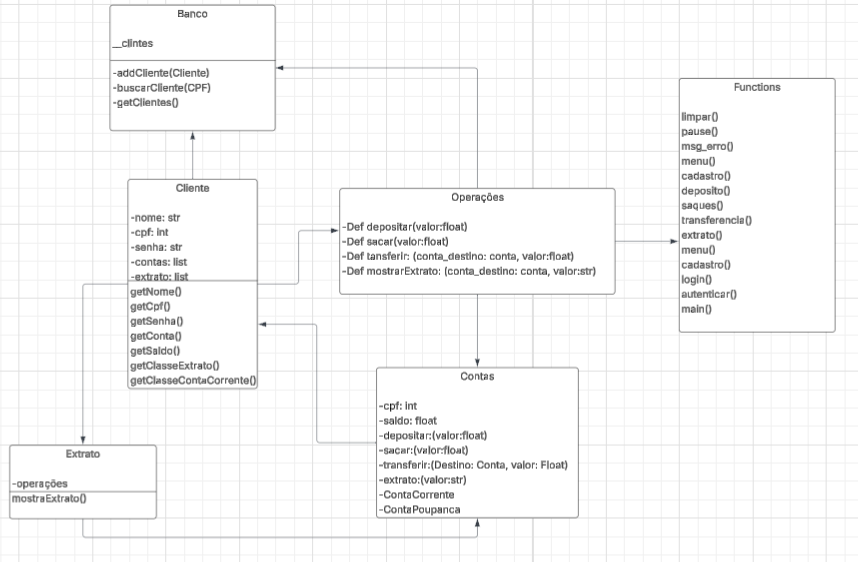 Banco
__clintes
-addCliente(Cliente)
-buscarCliente(CPF)
-getClientes()
Cliente
-nome: str
-cpf: int
-senha: str
-contas: list
-extrato: list
getNome()
getCpf()
getSenha()
getConta()
getSaldo()
getClasseExtrato()
getClasseContaCorrente()
Operações
-Def depositar(valor:float)
-Def sacar(valor:float)
-Def tansferir: (conta_destino: conta, valor:float)
-Def mostrarExtrato: (conta_destino: conta, valor:str)
Functions
limpar()
pause()
msg_erro()
menu()
cadastro()
deposito()
saques()
transferencia()
extrato()
menu()
cadastro()
login()
autenticar()
main()
Contas
-cpf: int
-saldo: float
-depositar:(valor:float)
-sacar:(valor:float)
-transferir:(Destino: Conta, valor: Float)
-extrato:(valor:str)
-ContaCorrente
-ContaPoupanca
Extrato
-operações
mostraExtrato()